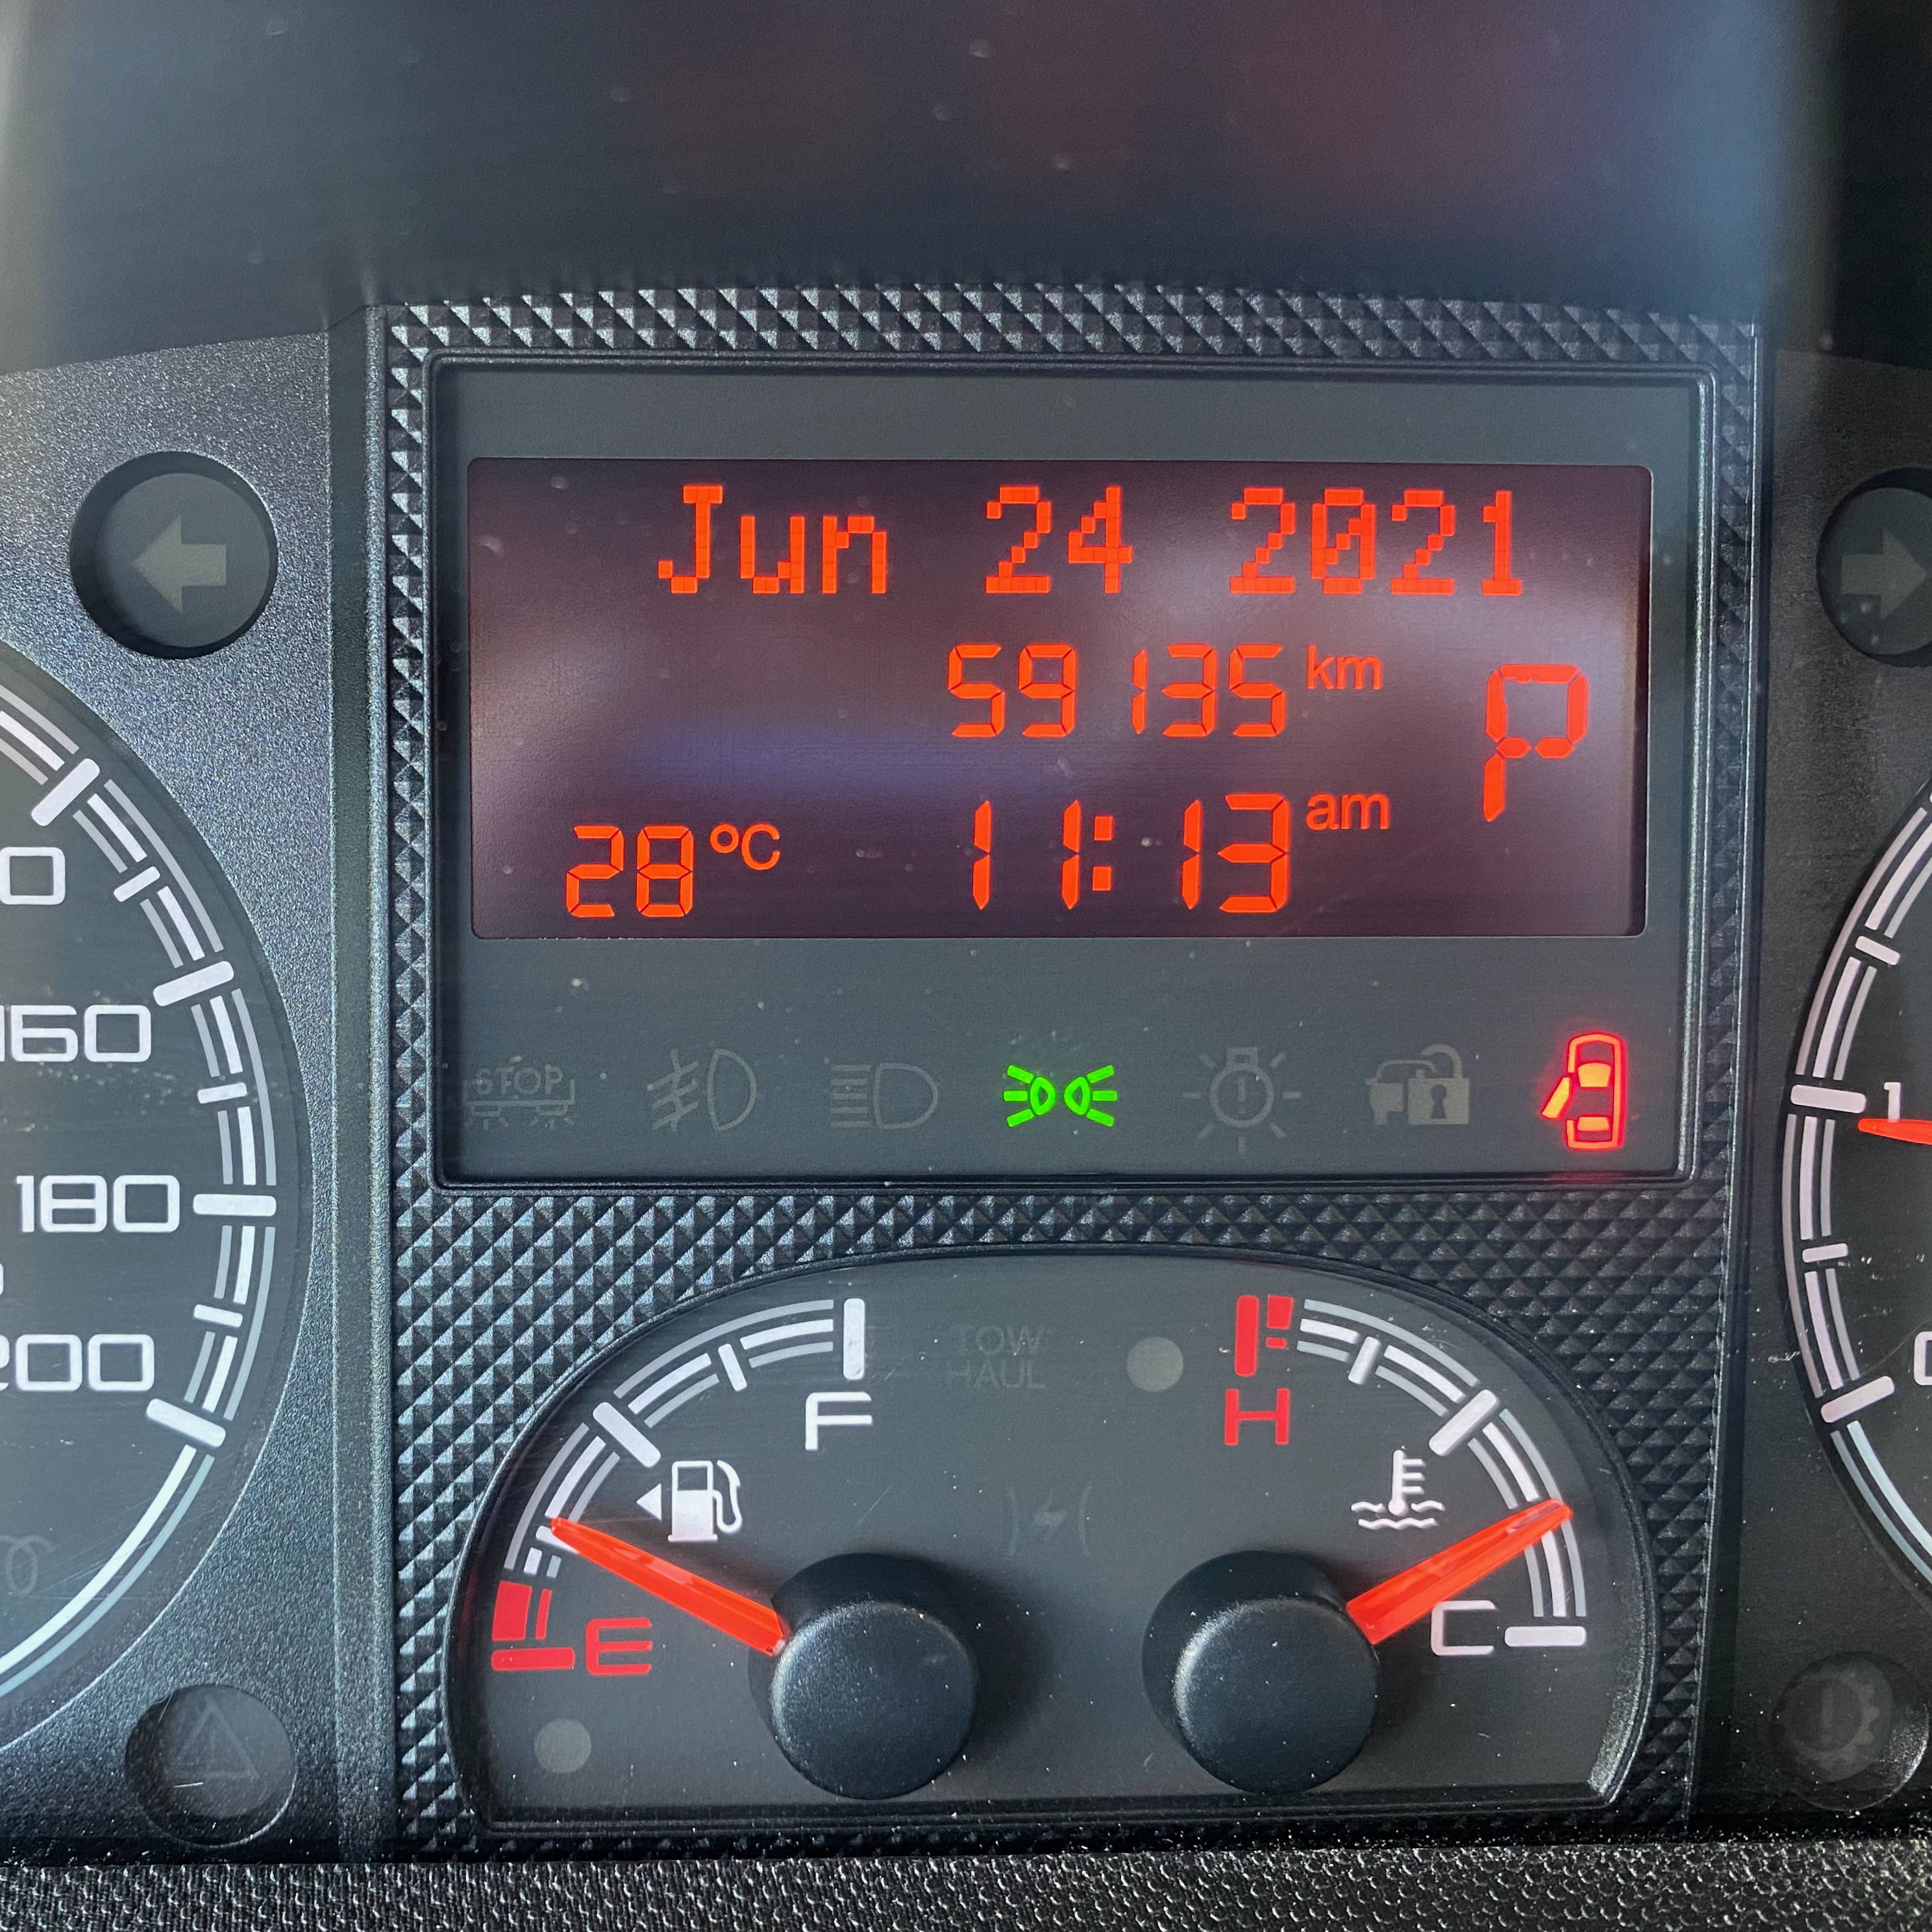 Jun 24 2021
59135 km
P
28 °C 11:13 am
STOP
160
180
200
1
TOW
HAUL
F
H
E
C